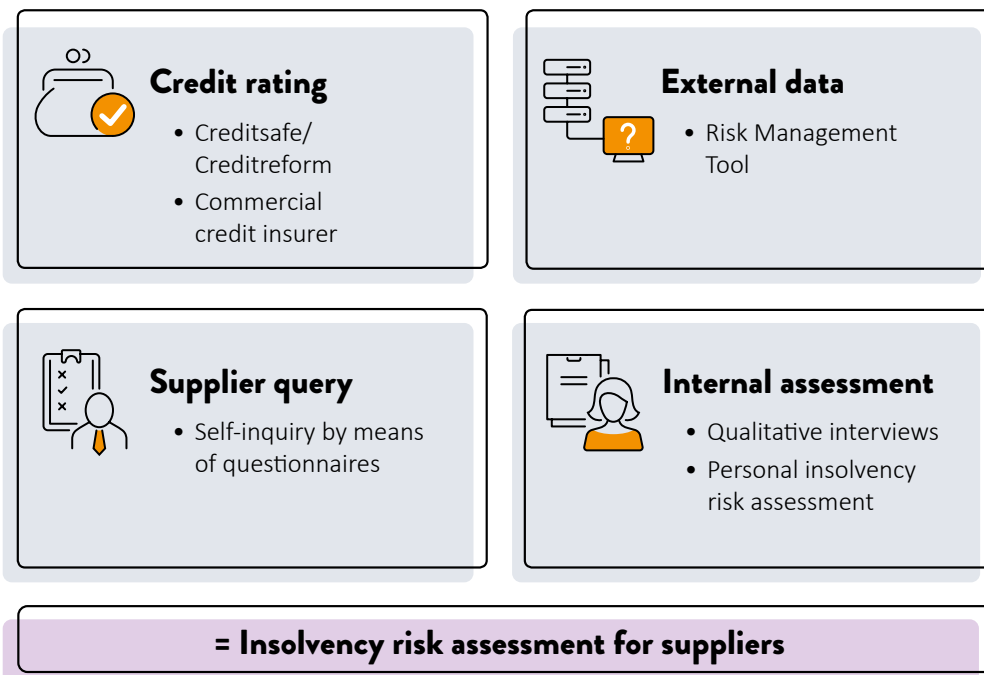 Credit rating
• Creditsafe/
Creditreform
• Commercial
credit insurer
External data
• Risk Management
Tool
?
Supplier query
• Self-inquiry by means
of questionnaires
Internal assessment
• Qualitative interviews
• Personal insolvency
risk assessment
= Insolvency risk assessment for suppliers